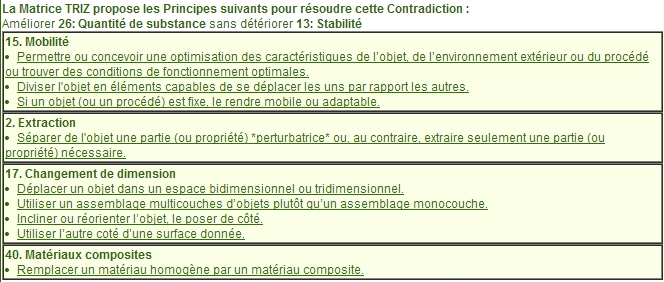 La Matrice TRIZ propose les Principes suivants pour résoudre cette Contradiction :
Améliorer 26: Quantité de substance sans détériorer 13: Stabilité
15. Mobilité
• Permettre ou concevoir une optimisation des caractéristiques de l'objet, de l'environnement extérieur ou du procédé
ou trouver des conditions de fonctionnement optimales.
• Diviser l'objet en éléments capables de se déplacer les uns par rapport les autres.
• Si un objet (ou un procédé) est fixe, le rendre mobile ou adaptable.
2. Extraction
• Séparer de l'objet une partie (ou propriété) *perturbatrice* ou, au contraire, extraire seulement une partie (ou
propriété) nécessaire.
17. Changement de dimension
• Déplacer un objet dans un espace bidimensionnel ou tridimensionnel.
• Utiliser un assemblage multicouches d'objets plutôt qu'un assemblage monocouche.
• Incliner ou réorienter l'objet, le poser de côté.
• Utiliser l'autre coté d'une surface donnée.
40. Matériaux composites
• Remplacer un matériau homogène par un matériau composite.